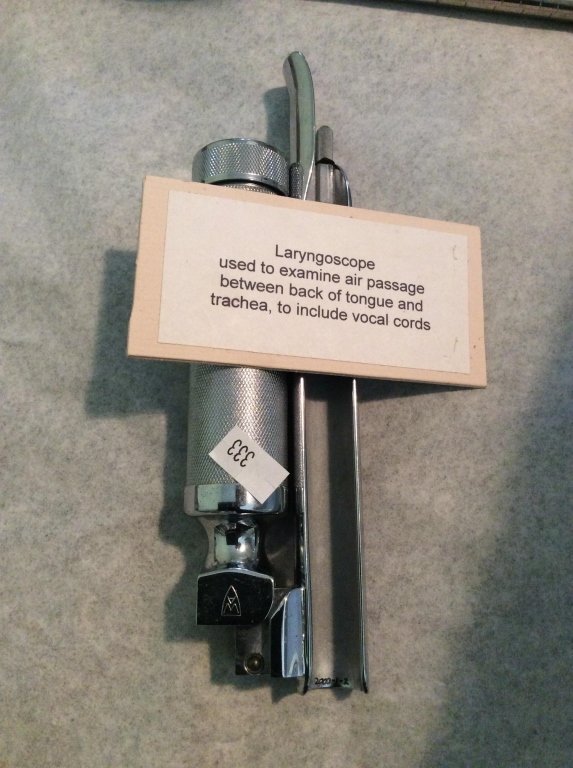 Laryngoscope
used to examine air passage
between back of tongue and
trachea, to include vocal cords
333